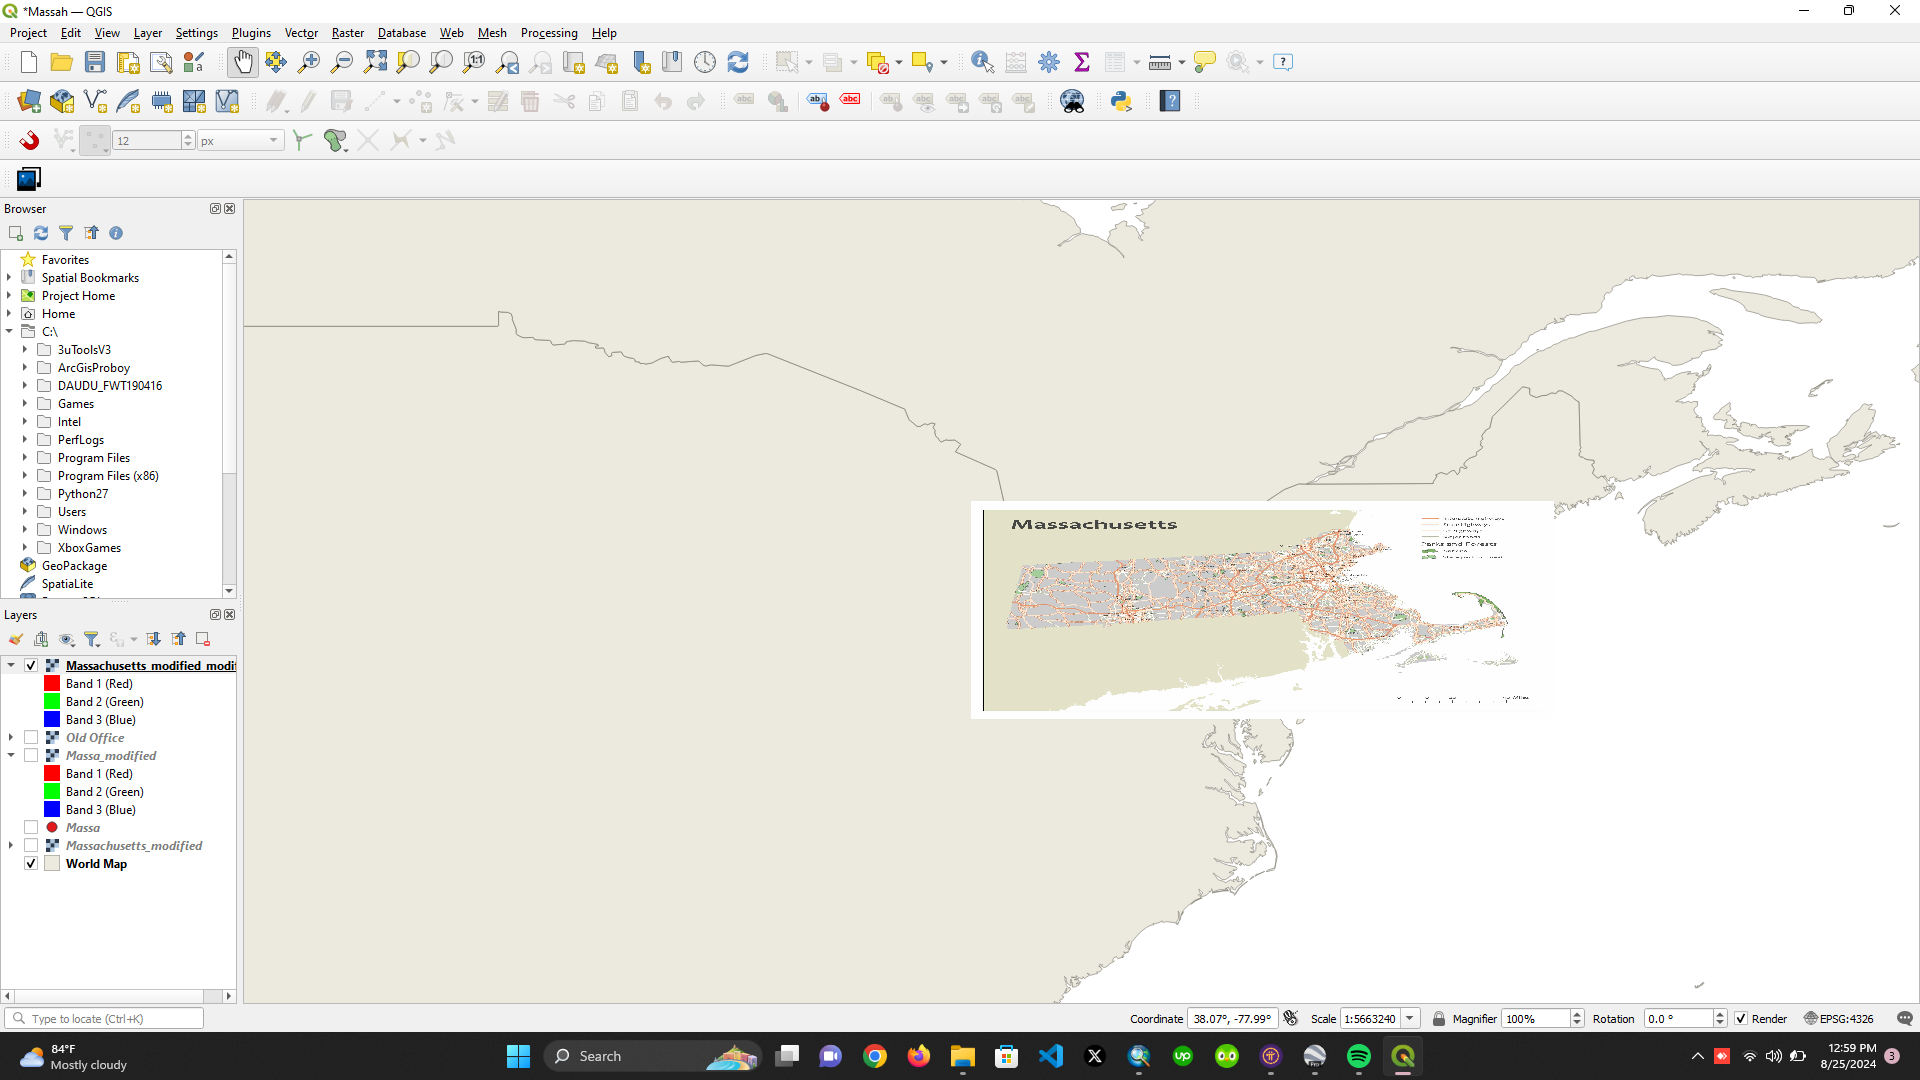 *Massah — QGIS
Project Edit View Layer Settings Plugins Vector Raster Database Web Mesh Processing Help
12 px
Browser
Favorites
Spatial Bookmarks
Project Home
Home
C:\
3uToolsV3
ArcGisProboy
DAUDU_FWT190416
Games
Intel
PerfLogs
Program Files
Program Files (x86)
Python27
Users
Windows
XboxGames
GeoPackage
SpatiaLite
Layers
Massachusetts_modified_modif
Band 1 (Red)
Band 2 (Green)
Band 3 (Blue)
Old Office
Massa_modified
Band 1 (Red)
Band 2 (Green)
Band 3 (Blue)
Massa
Massachusetts_modified
World Map
Massachusetts
Parks and Forests
Type to locate (Ctrl+K)
Coordinate 38.07°, -77.99° Scale 1:5663240 Magnifier 100% Rotation 0.0 ° Render EPSG:4326
84°F
Mostly cloudy
Search
12:59 PM
8/25/2024
3